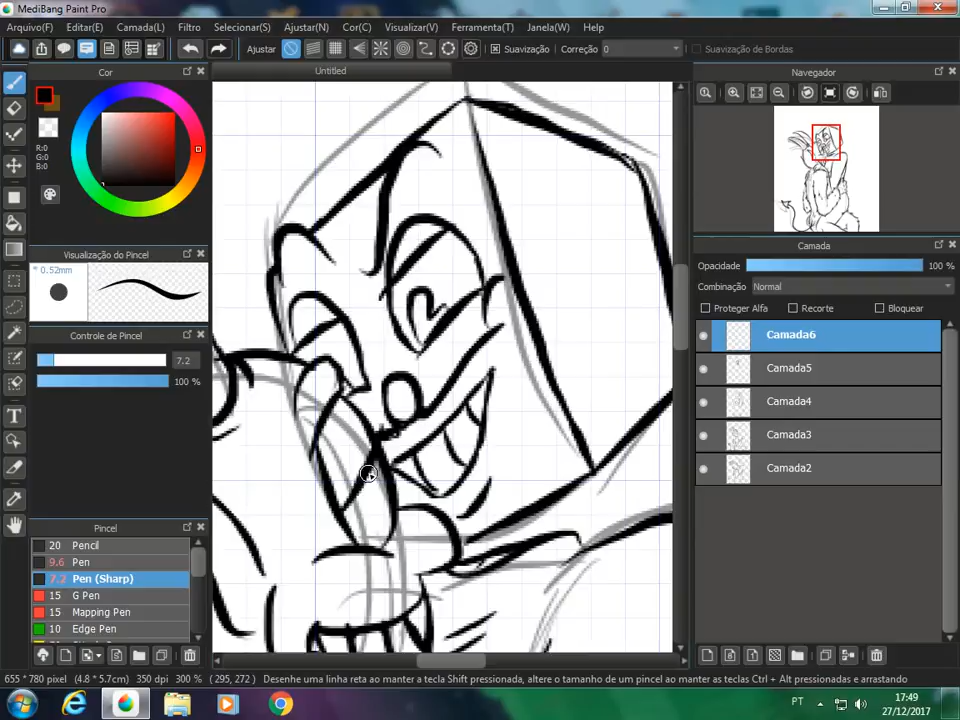 MediBang Paint Pro
Arquivo(F) Editar(E) Camada(L) Filtro Selecionar(S) Ajustar(N) Cor(C) Visualizar(V) Ferramenta(T) Janela(W) Help
Ajustar Suavização Correção 0 Suavização de Bordas
Cor
Untitled
Navegador
R:0
G:0
B:0
Visualização do Pincel
* 0.52mm
Controle de Pincel
7.2
100 %
Camada
Opacidade 100 %
Combinação Normal
Proteger Alfa Recorte Bloquear
Camada6
Camada5
Camada4
Camada3
Camada2
Pincel
20 Pencil
9.6 Pen
7.2 Pen (Sharp)
15 G Pen
15 Mapping Pen
10 Edge Pen
655 * 780 pixel (4.8 * 5.7cm) 350 dpi 300 % ( 295, 272 ) Desenhe uma linha reta ao manter a tecla Shift pressionada, altere o tamanho de um pincel ao manter as teclas Ctrl + Alt pressionadas e arrastando
PT
17:49
27/12/2017